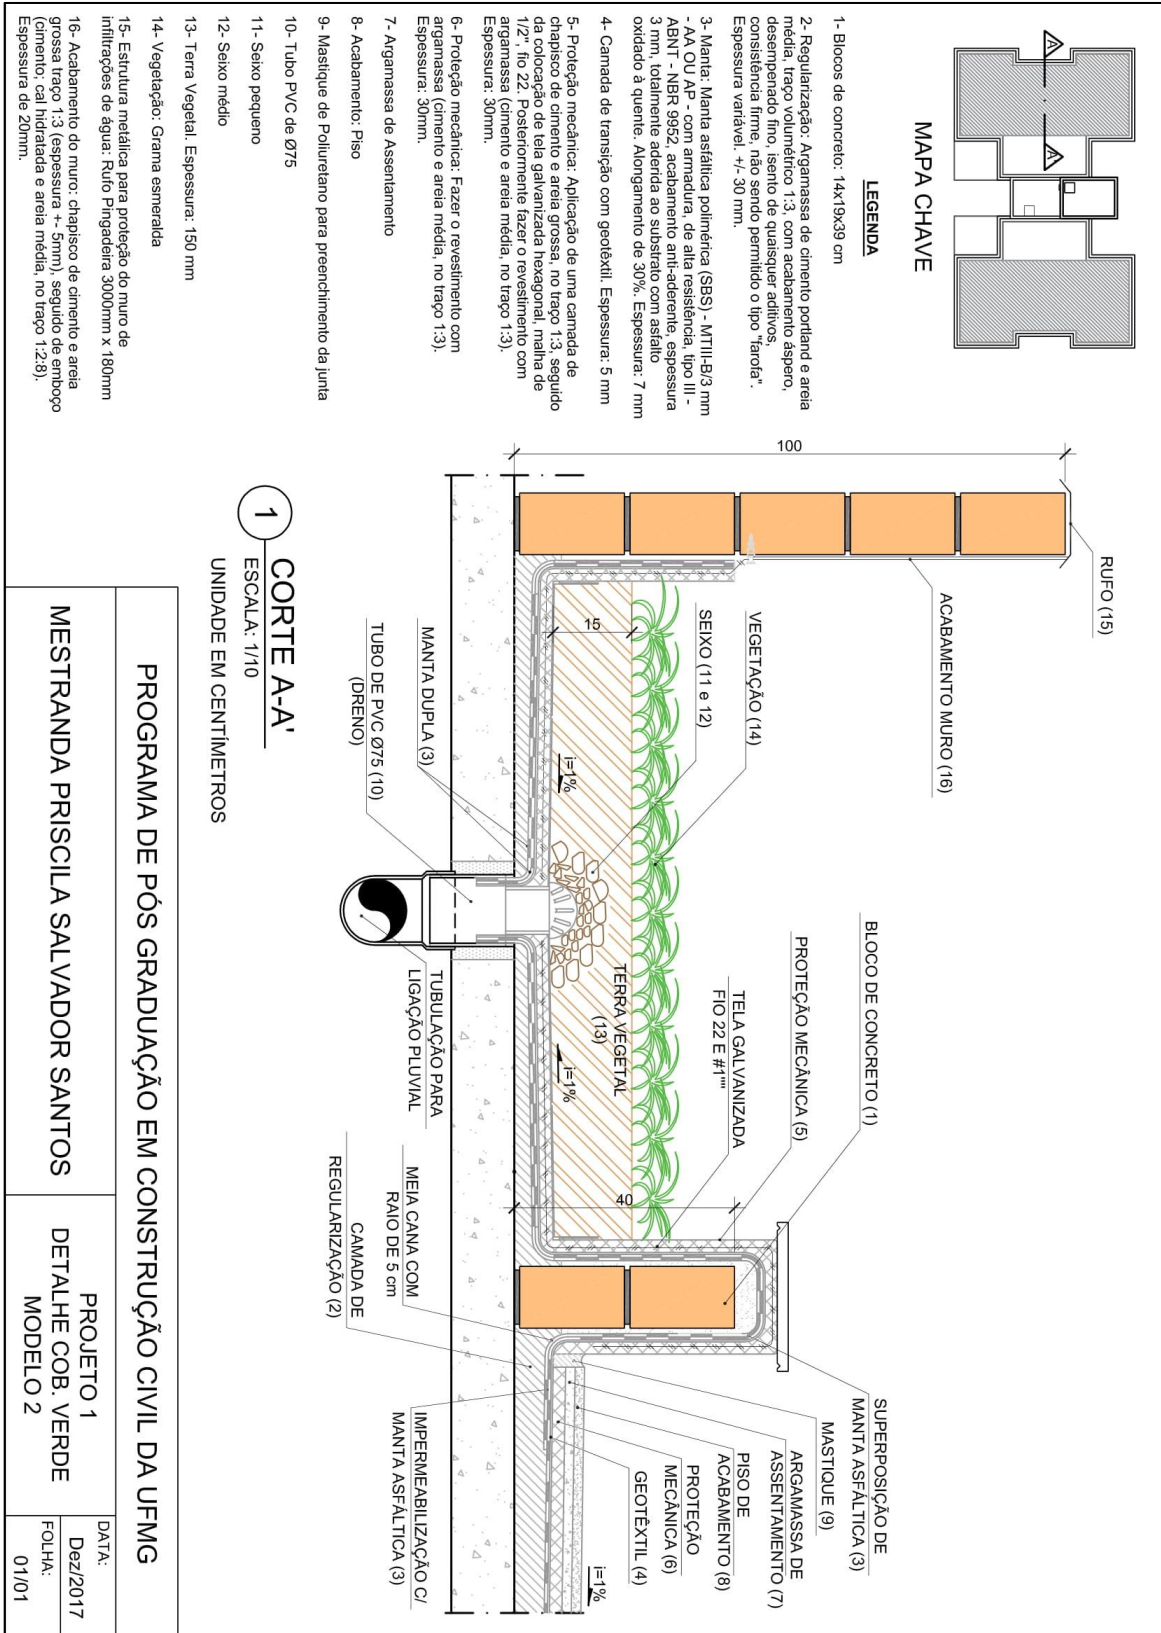 MAPA CHAVE
A
A
LEGENDA
1- Blocos de concreto: 14x19x39 cm
2- Regularização: Argamassa de cimento portland e areia
média, traço volumétrico 1:3, com acabamento áspero,
desempenado fino, isento de quaisquer aditivos,
consistência firme, não sendo permitido o tipo "farofa".
Espessura variável. +/- 30 mm.
3- Manta: Manta asfáltica polimérica (SBS) - MTIII-B/3 mm
- AA OU AP - com armadura, de alta resistência, tipo III -
ABNT - NBR 9952, acabamento anti-aderente, espessura
3 mm, totalmente aderida ao substrato com asfalto
oxidado à quente. Alongamento de 30%. Espessura: 7 mm
4- Camada de transição com geotêxtil. Espessura: 5 mm
5- Proteção mecânica: Aplicação de uma camada de
chapisco de cimento e areia grossa, no traço 1:3, seguido
da colocação de tela galvanizada hexagonal, malha de
1/2", fio 22. Posteriormente fazer o revestimento com
argamassa (cimento e areia média, no traço 1:3).
Espessura: 30mm.
6- Proteção mecânica: Fazer o revestimento com
argamassa (cimento e areia média, no traço 1:3).
Espessura: 30mm.
7- Argamassa de Assentamento
8- Acabamento: Piso
9- Mastique de Poliuretano para preenchimento da junta
10- Tubo PVC de Ø75
11- Seixo pequeno
12- Seixo médio
13- Terra Vegetal. Espessura: 150 mm
14- Vegetação: Grama esmeralda
15- Estrutura metálica para proteção do muro de
infiltrações de água: Rufo Pingadeira 3000mm x 180mm
16- Acabamento do muro: chapisco de cimento e areia
grossa traço 1:3 (espessura +- 5mm), seguido de emboço
(cimento; cal hidratada e areia média, no traço 1:2:8).
Espessura de 20mm.
100
RUFO (15)
ACABAMENTO MURO (16)
VEGETAÇÃO (14)
SEIXO (11 e 12)
15
i=1%
MANTA DUPLA (3)
TUBO DE PVC Ø75 (10)
(DRENO)
BLOCO DE CONCRETO (1)
PROTEÇÃO MECÂNICA (5)
TELA GALVANIZADA
FIO 22 E #1""
TERRA VEGETAL
(13)
i=1%
40
TUBULAÇÃO PARA
LIGAÇÃO PLUVIAL
MEIA CANA COM
RAIO DE 5 cm
CAMADA DE
REGULARIZAÇÃO (2)
SUPERPOSIÇÃO DE
MANTA ASFÁLTICA (3)
MASTIQUE (9)
ARGAMASSA DE
ASSENTAMENTO (7)
PISO DE
ACABAMENTO (8)
PROTEÇÃO
MECÂNICA (6)
GEOTÊXTIL (4)
IMPERMEABILIZAÇÃO C/
MANTA ASFÁLTICA (3)
i=1%
1
CORTE A-A'
ESCALA: 1/10
UNIDADE EM CENTÍMETROS
PROGRAMA DE PÓS GRADUAÇÃO EM CONSTRUÇÃO CIVIL DA UFMG
MESTRANDA PRISCILA SALVADOR SANTOS
PROJETO 1
DETALHE COB. VERDE
MODELO 2
DATA:
Dez/2017
FOLHA:
01/01